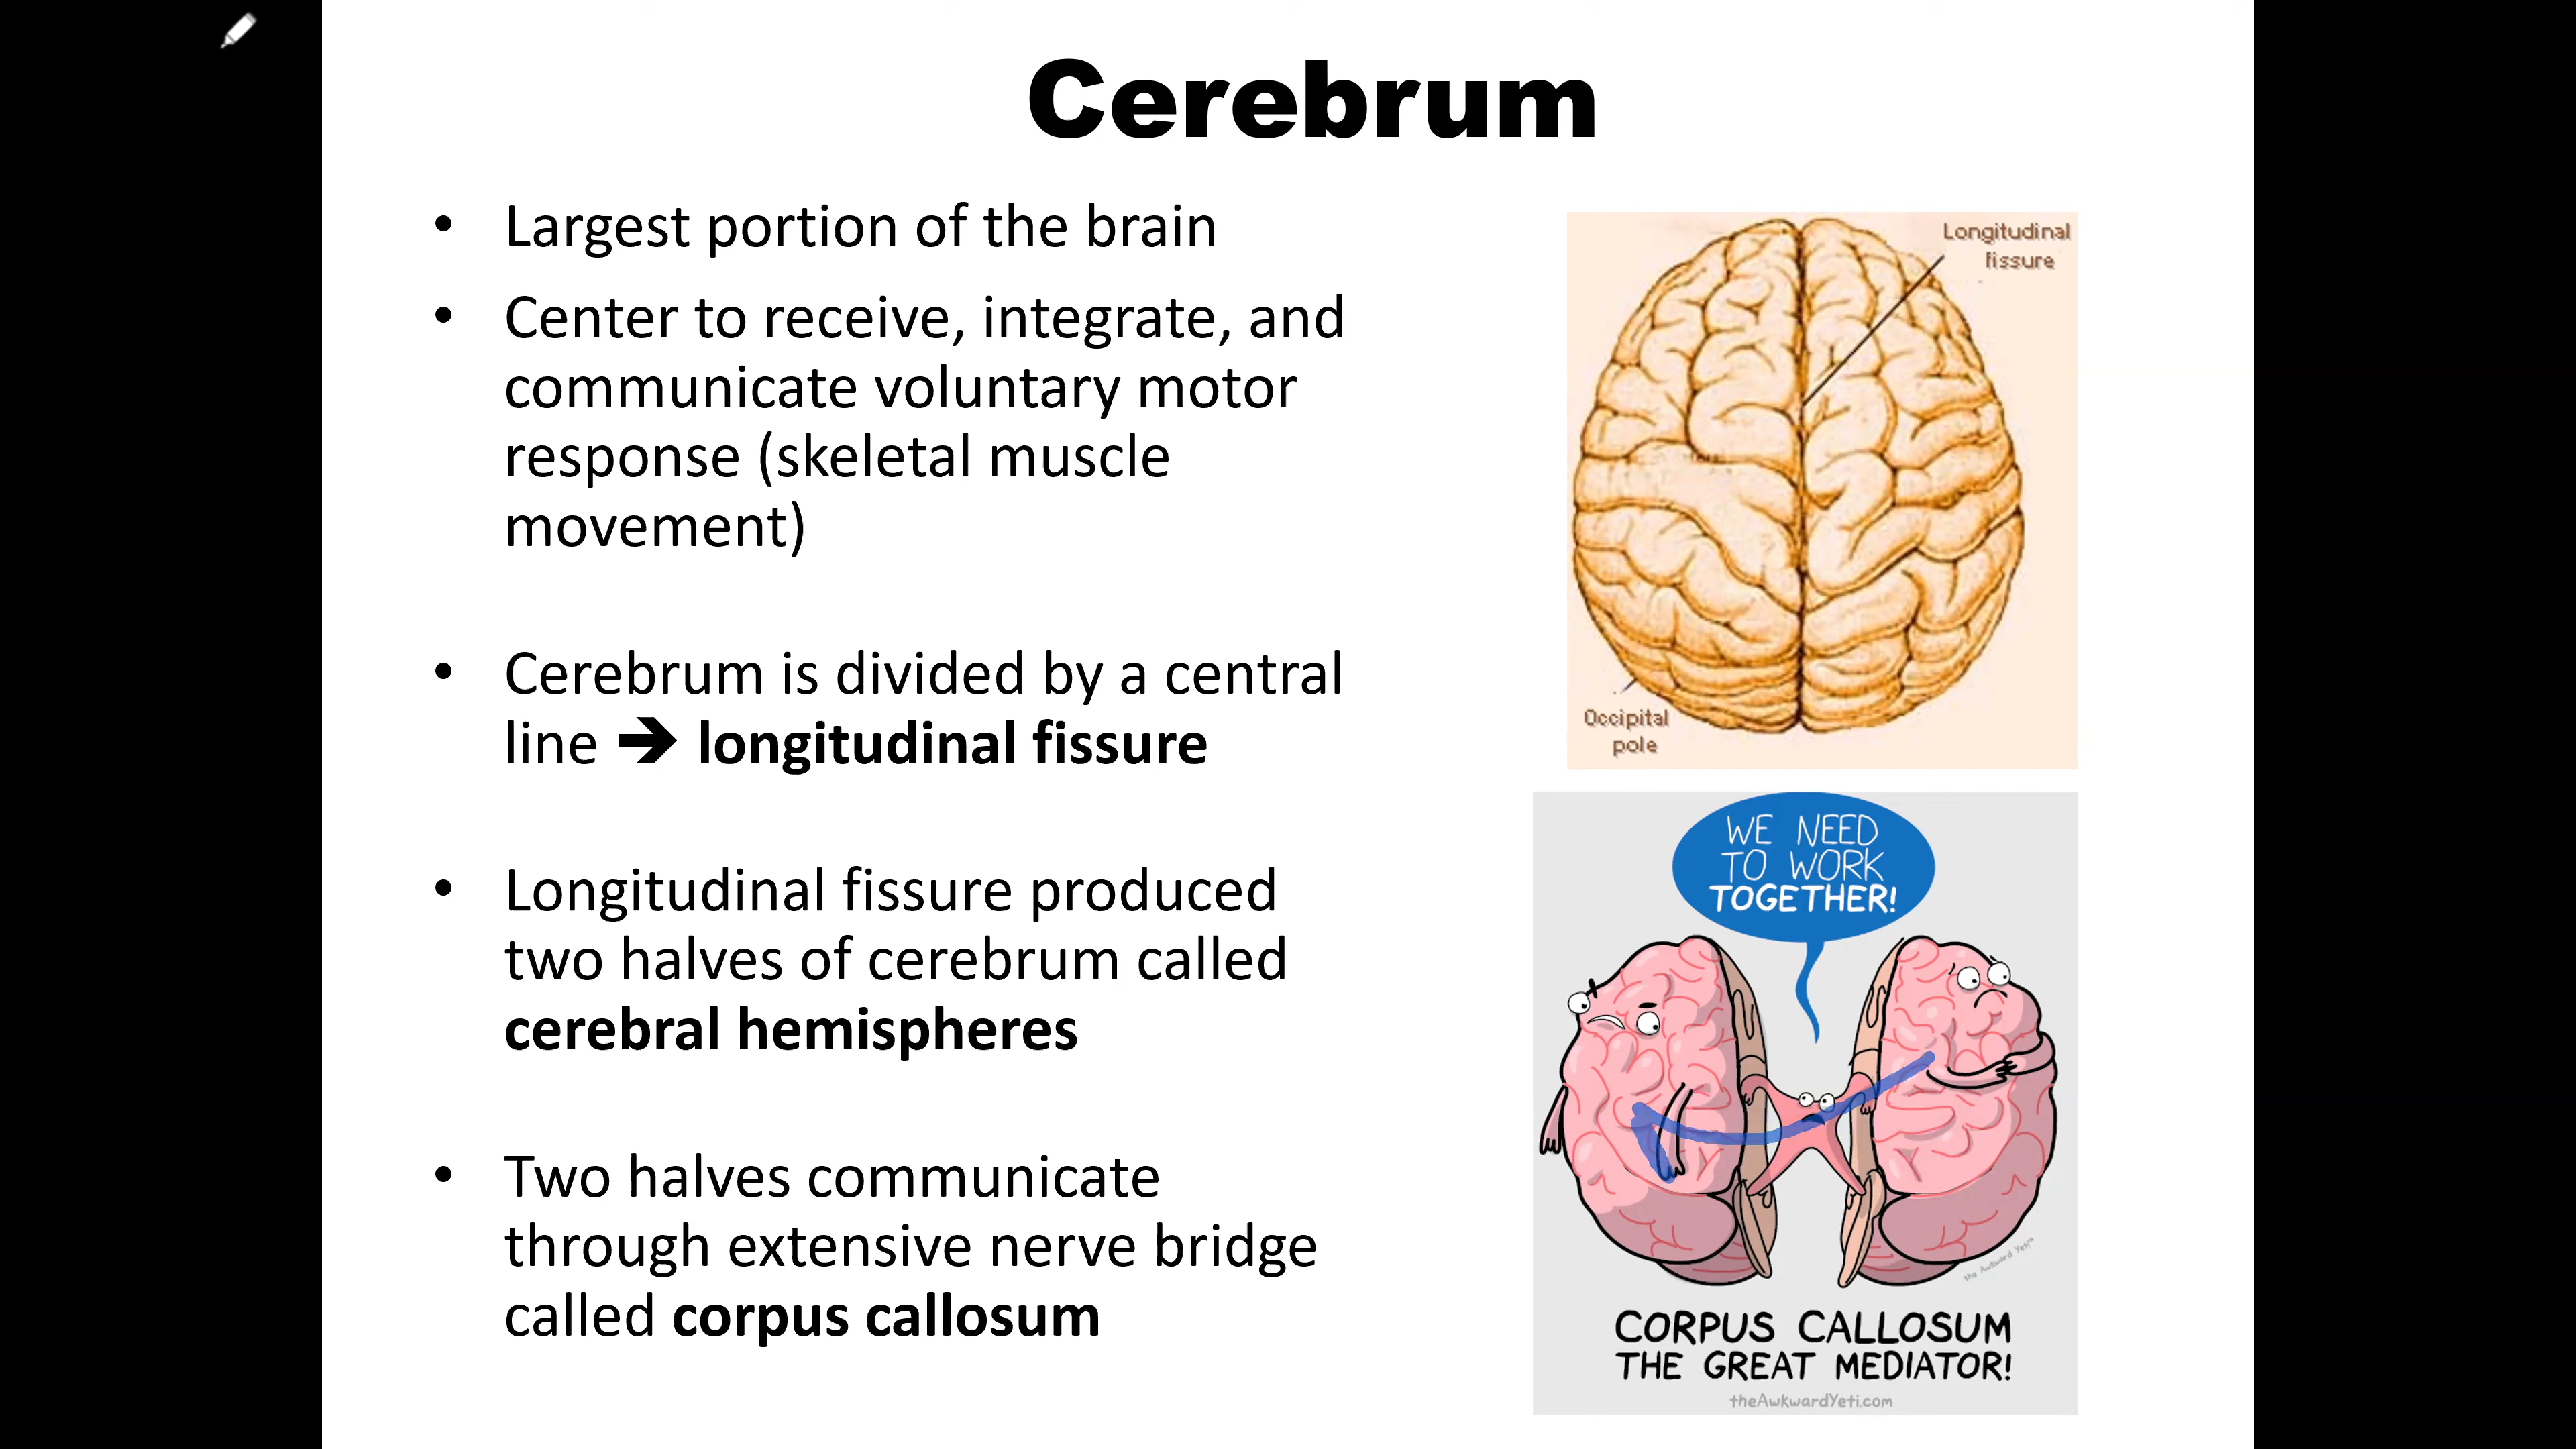 Cerebrum
• Largest portion of the brain
• Center to receive, integrate, and
communicate voluntary motor
response (skeletal muscle
movement)
• Cerebrum is divided by a central
line ➔ longitudinal fissure
• Longitudinal fissure produced
two halves of cerebrum called
cerebral hemispheres
• Two halves communicate
through extensive nerve bridge
called corpus callosum
Longitudinal
fissure
Occipital
pole
WE NEED
TO WORK
TOGETHER!
the Awkward Yeti™
CORPUS CALLOSUM
THE GREAT MEDIATOR!
theAwkwardYeti.com